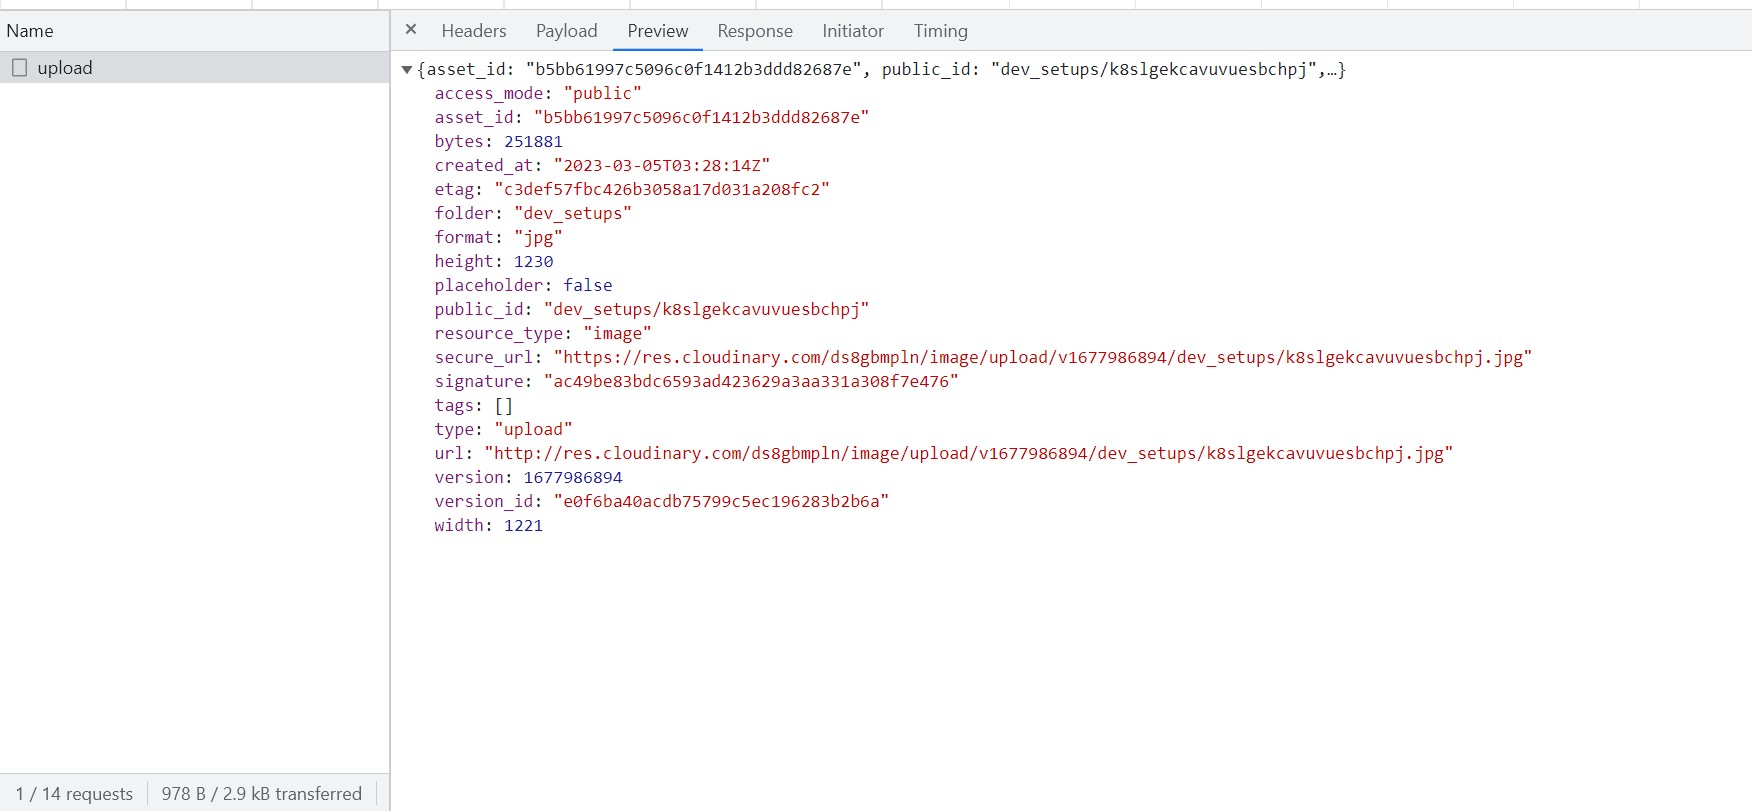 Name
× Headers Payload Preview Response Initiator Timing
upload
▼{asset_id: "b5bb61997c5096c0f1412b3ddd82687e", public_id: "dev_setups/k8slgekcavuvuesbchpj",…}
access_mode: "public"
asset_id: "b5bb61997c5096c0f1412b3ddd82687e"
bytes: 251881
created_at: "2023-03-05T03:28:14Z"
etag: "c3def57fbc426b3058a17d031a208fc2"
folder: "dev_setups"
format: "jpg"
height: 1230
placeholder: false
public_id: "dev_setups/k8slgekcavuvuesbchpj"
resource_type: "image"
secure_url: "https://res.cloudinary.com/ds8gbmpln/image/upload/v1677986894/dev_setups/k8slgekcavuvuesbchpj.jpg"
signature: "ac49be83bdc6593ad423629a3aa331a308f7e476"
tags: []
type: "upload"
url: "http://res.cloudinary.com/ds8gbmpln/image/upload/v1677986894/dev_setups/k8slgekcavuvuesbchpj.jpg"
version: 1677986894
version_id: "e0f6ba40acdb75799c5ec196283b2b6a"
width: 1221
1 / 14 requests 978 B / 2.9 kB transferred